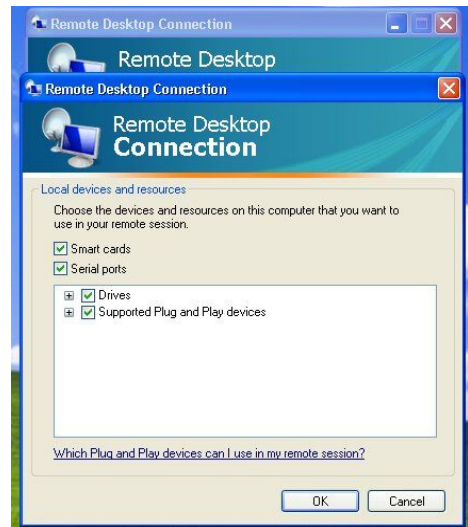 Remote Desktop Connection
Remote Desktop
Remote Desktop Connection
Remote Desktop
Connection
Local devices and resources
Choose the devices and resources on this computer that you want to
use in your remote session.
Smart cards
Serial ports
Drives
Supported Plug and Play devices
Which Plug and Play devices can I use in my remote session?
OK Cancel